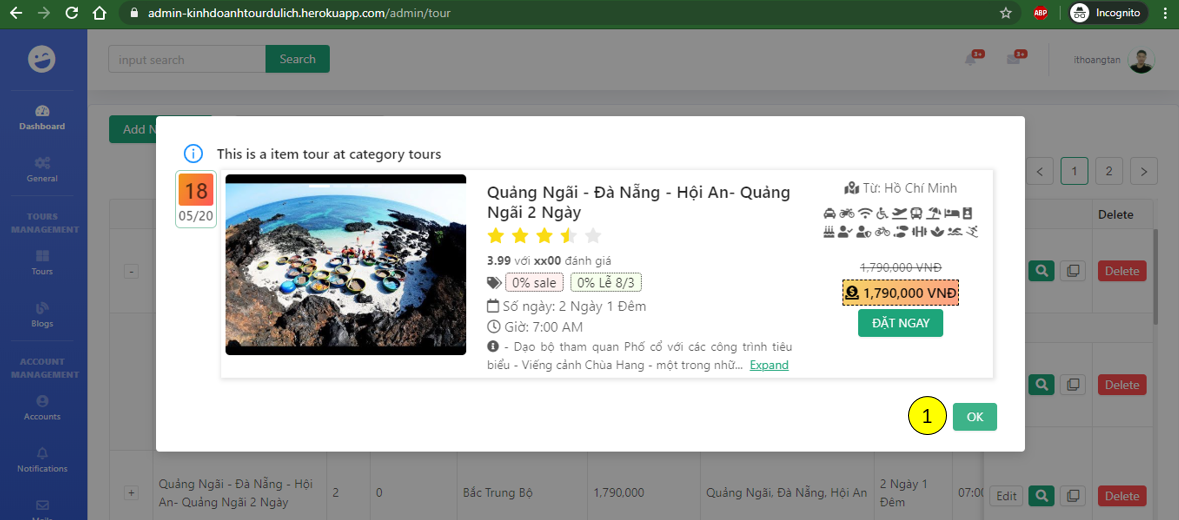 admin-kinhdoanhtourdulich.herokuapp.com/admin/tour
ABP
Incognito
input search
Search
9+
9+
ithoangtan
Dashboard
General
TOURS
MANAGEMENT
Tours
Blogs
ACCOUNT
MANAGEMENT
Accounts
Notifications
Add N
1
2
This is a item tour at category tours
18
05/20
Quảng Ngãi - Đà Nẵng - Hội An- Quảng
Ngãi 2 Ngày
3.99 với xx00 đánh giá
0% sale
0% Lễ 8/3
Số ngày: 2 Ngày 1 Đêm
Giờ: 7:00 AM
- Dạo bộ tham quan Phố cổ với các công trình tiêu
biểu - Viếng cảnh Chùa Hang - một trong nhữ... Expand
Từ: Hồ Chí Minh
1,790,000 VNĐ
1,790,000 VNĐ
ĐẶT NGAY
1
OK
Delete
-
Delete
Delete
+
Quảng Ngãi - Đà Nẵng - Hội
An- Quảng Ngãi 2 Ngày
2
0
Bắc Trung Bộ
1,790,000
Quảng Ngãi, Đà Nẵng, Hội An
2 Ngày 1
Đêm
07:00
Edit
Delete